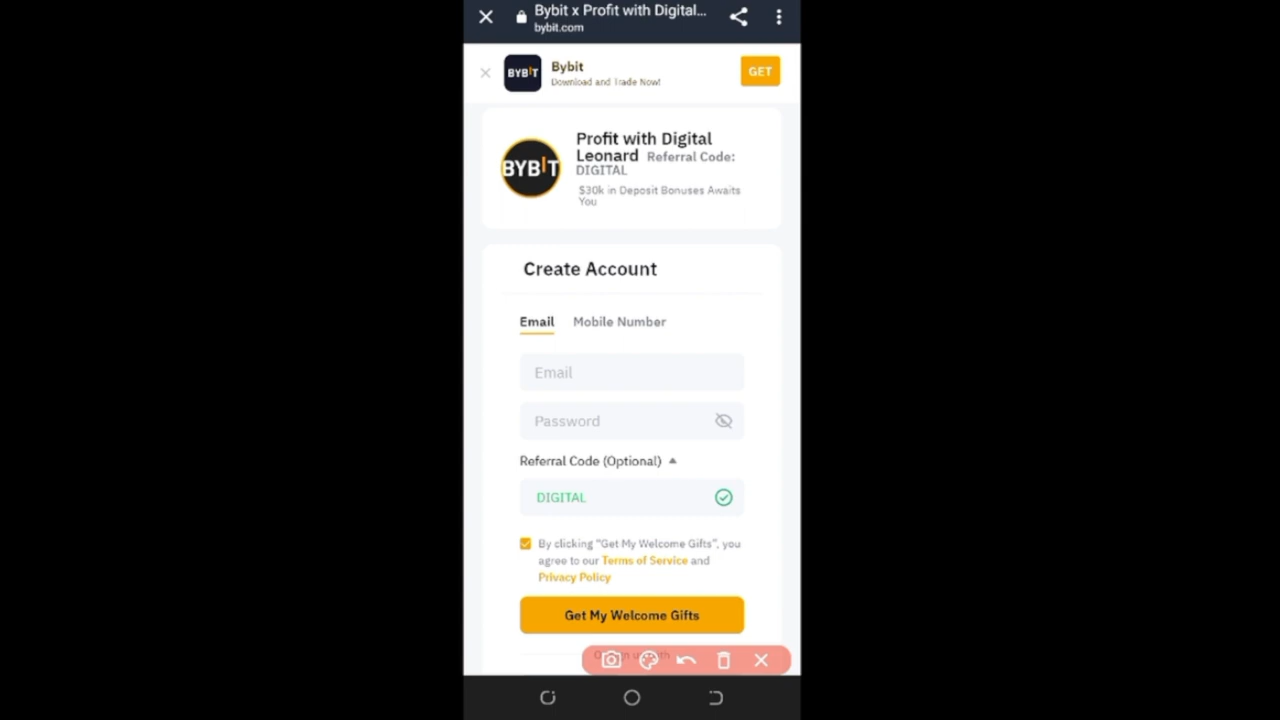 Bybit x Profit with Digital...
bybit.com
BYBIT
Bybit
Download and Trade Now!
GET
BYBIT
Profit with Digital
Leonard Referral Code:
DIGITAL
$30k in Deposit Bonuses Awaits
You
Create Account
Email Mobile Number
Email
Password
Referral Code (Optional)
DIGITAL
By clicking "Get My Welcome Gifts", you
agree to our Terms of Service and
Privacy Policy
Get My Welcome Gifts